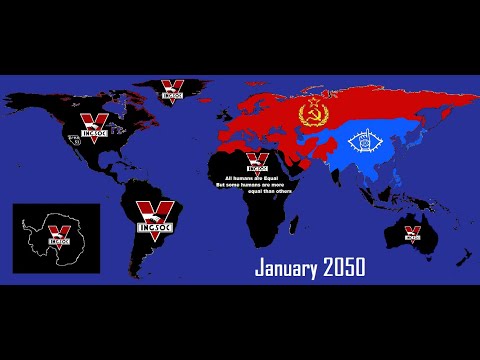 INGSOC
INGSOC
INGSOC
All humans are Equal
But some humans are more
equal than others
INGSOC
INGSOC
INGSOC
January 2050